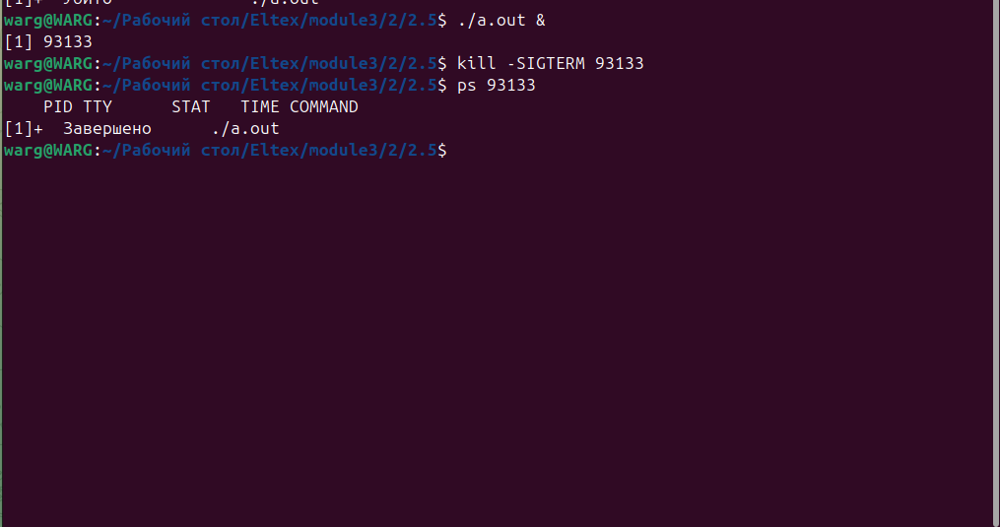 [1]+  Убито              ./a.out
warg@WARG:~/Рабочий стол/Eltex/module3/2/2.5$ ./a.out &
[1] 93133
warg@WARG:~/Рабочий стол/Eltex/module3/2/2.5$ kill -SIGTERM 93133
warg@WARG:~/Рабочий стол/Eltex/module3/2/2.5$ ps 93133
    PID TTY      STAT   TIME COMMAND
[1]+  Завершено      ./a.out
warg@WARG:~/Рабочий стол/Eltex/module3/2/2.5$